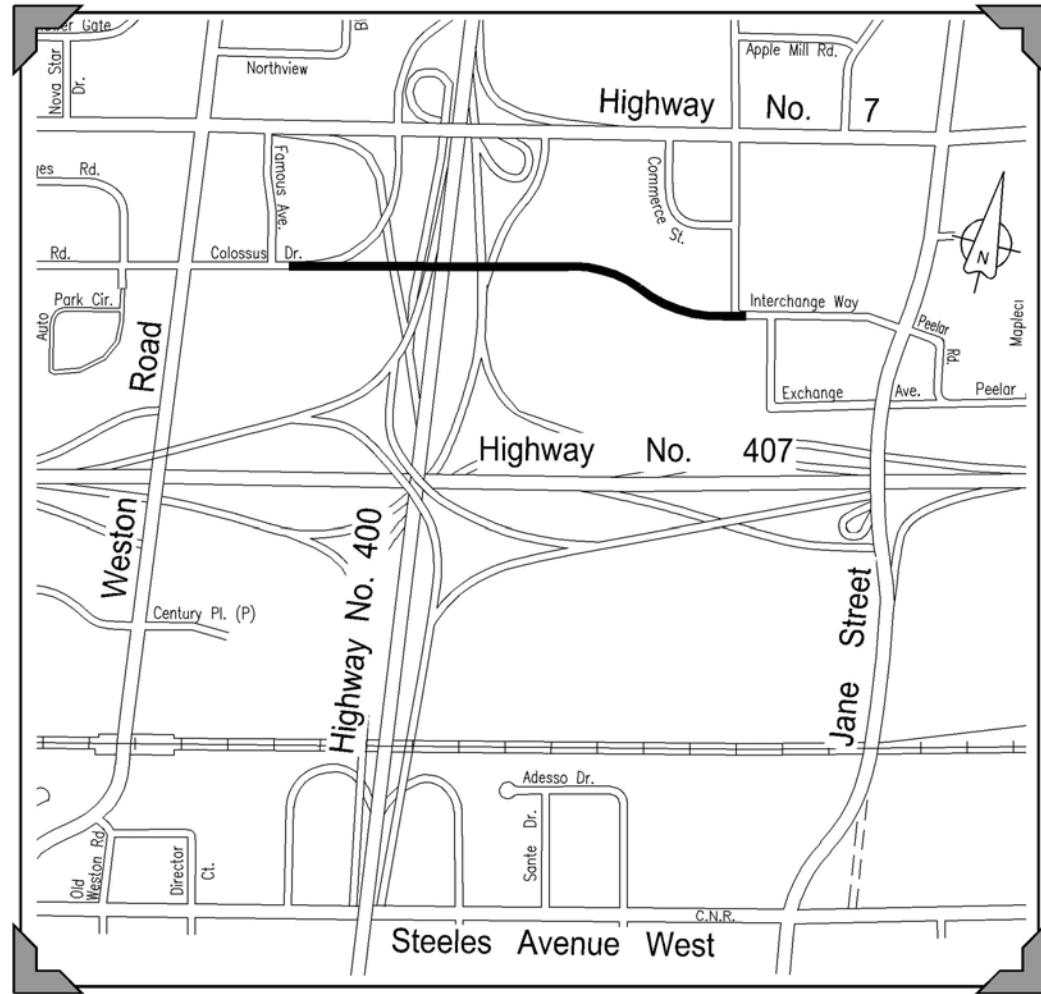 Gate
Nova Star
Dr.
Northview
Apple Mill Rd.
Highway No. 7
Rd.
Famous Ave.
Commerce
St.
Rd.
Colossus Dr.
Park Cir.
Auto
Interchange Way
Peelar
Rd.
Exchange Ave.
Peelar
N
Weston Road
Highway No. 407
Highway No. 400
Century Pl. (P)
Jane Street
Adesso Dr.
Sante Dr.
Old
Weston Rd
Director
Ct.
C.N.R.
Steeles Avenue West